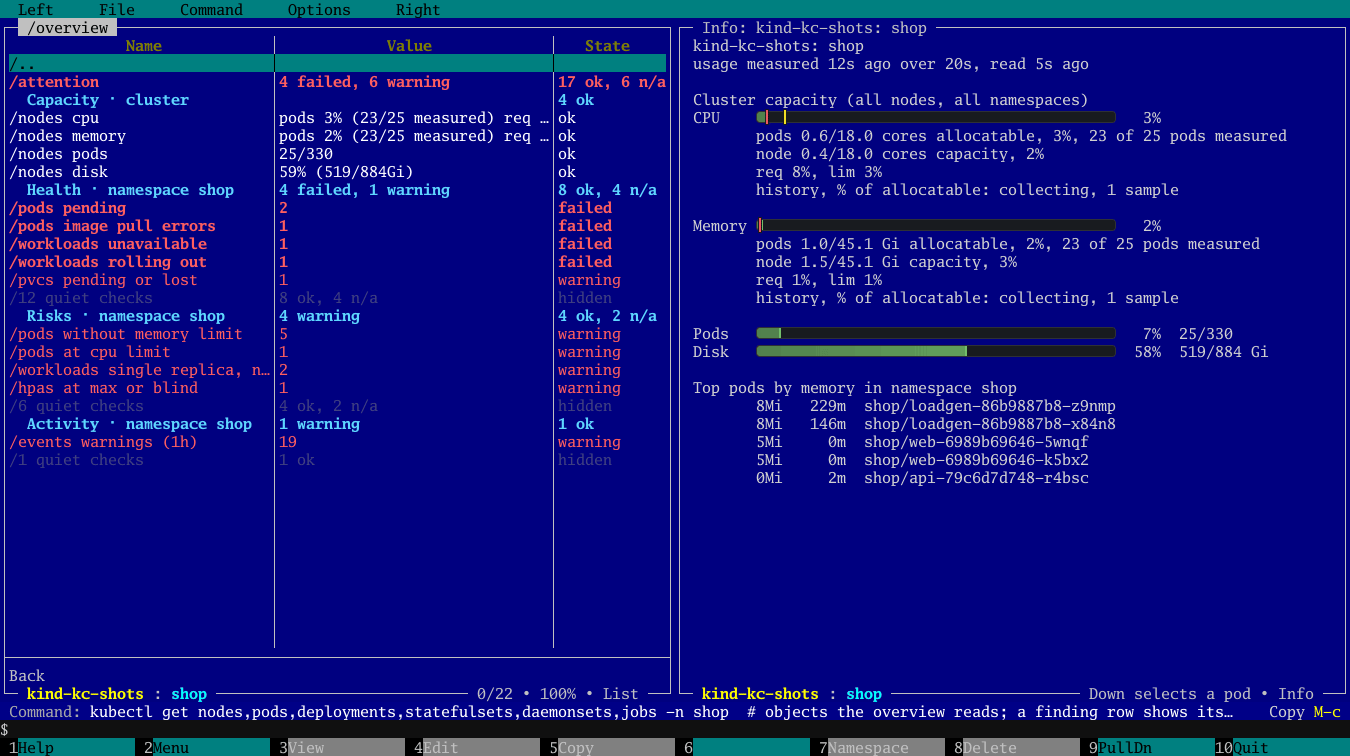 Left File Command Options Right
/overview
Name Value State
/..
/attention 4 failed, 6 warning 17 ok, 6 n/a
Capacity · cluster 4 ok
/nodes cpu pods 3% (23/25 measured) req … ok
/nodes memory pods 2% (23/25 measured) req … ok
/nodes pods 25/330 ok
/nodes disk 59% (519/884Gi) ok
Health · namespace shop 4 failed, 1 warning 8 ok, 4 n/a
/pods pending 2 failed
/pods image pull errors 1 failed
/workloads unavailable 1 failed
/workloads rolling out 1 failed
/pvcs pending or lost 1 warning
/12 quiet checks 8 ok, 4 n/a hidden
Risks · namespace shop 4 warning 4 ok, 2 n/a
/pods without memory limit 5 warning
/pods at cpu limit 1 warning
/workloads single replica, n… 2 warning
/hpas at max or blind 1 warning
/6 quiet checks 4 ok, 2 n/a hidden
Activity · namespace shop 1 warning 1 ok
/events warnings (1h) 19 warning
/1 quiet checks 1 ok hidden
Back
kind-kc-shots : shop 0/22 • 100% • List
Info: kind-kc-shots: shop
kind-kc-shots: shop
usage measured 12s ago over 20s, read 5s ago
Cluster capacity (all nodes, all namespaces)
CPU 3%
pods 0.6/18.0 cores allocatable, 3%, 23 of 25 pods measured
node 0.4/18.0 cores capacity, 2%
req 8%, lim 3%
history, % of allocatable: collecting, 1 sample
Memory 2%
pods 1.0/45.1 Gi allocatable, 2%, 23 of 25 pods measured
node 1.5/45.1 Gi capacity, 3%
req 1%, lim 1%
history, % of allocatable: collecting, 1 sample
Pods 7% 25/330
Disk 58% 519/884 Gi
Top pods by memory in namespace shop
8Mi 229m shop/loadgen-86b9887b8-z9nmp
8Mi 146m shop/loadgen-86b9887b8-x84n8
5Mi 0m shop/web-6989b69646-5wnqf
5Mi 0m shop/web-6989b69646-k5bx2
0Mi 2m shop/api-79c6d7d748-r4bsc
kind-kc-shots : shop Down selects a pod • Info
Command: kubectl get nodes,pods,deployments,statefulsets,daemonsets,jobs -n shop # objects the overview reads; a finding row shows its… Copy M-c
$
1Help 2Menu 3View 4Edit 5Copy 6 7Namespace 8Delete 9PullDn 10Quit